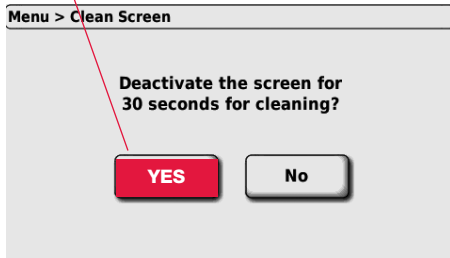 Menu > Clean Screen
Deactivate the screen for
30 seconds for cleaning?
YES
No